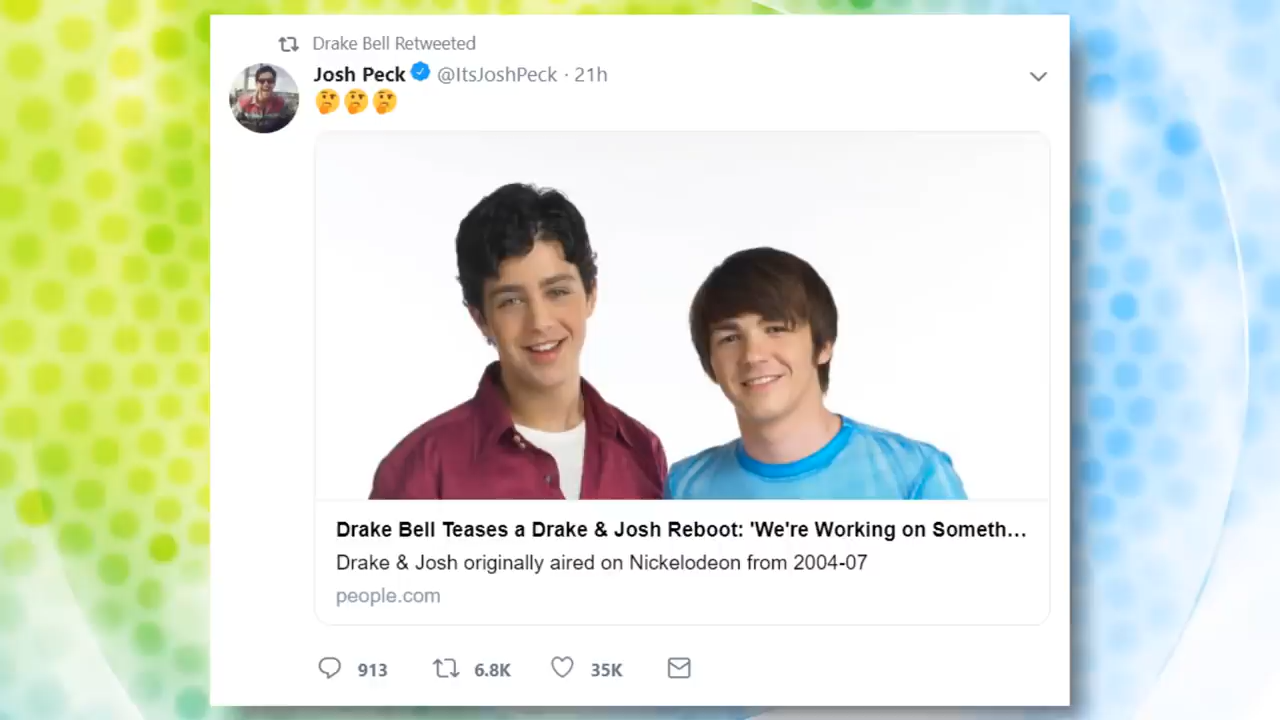 Drake Bell Retweeted
Josh Peck @ItsJoshPeck · 21h
🤔🤔🤔
Drake Bell Teases a Drake & Josh Reboot: 'We're Working on Someth...
Drake & Josh originally aired on Nickelodeon from 2004-07
people.com
913 6.8K 35K